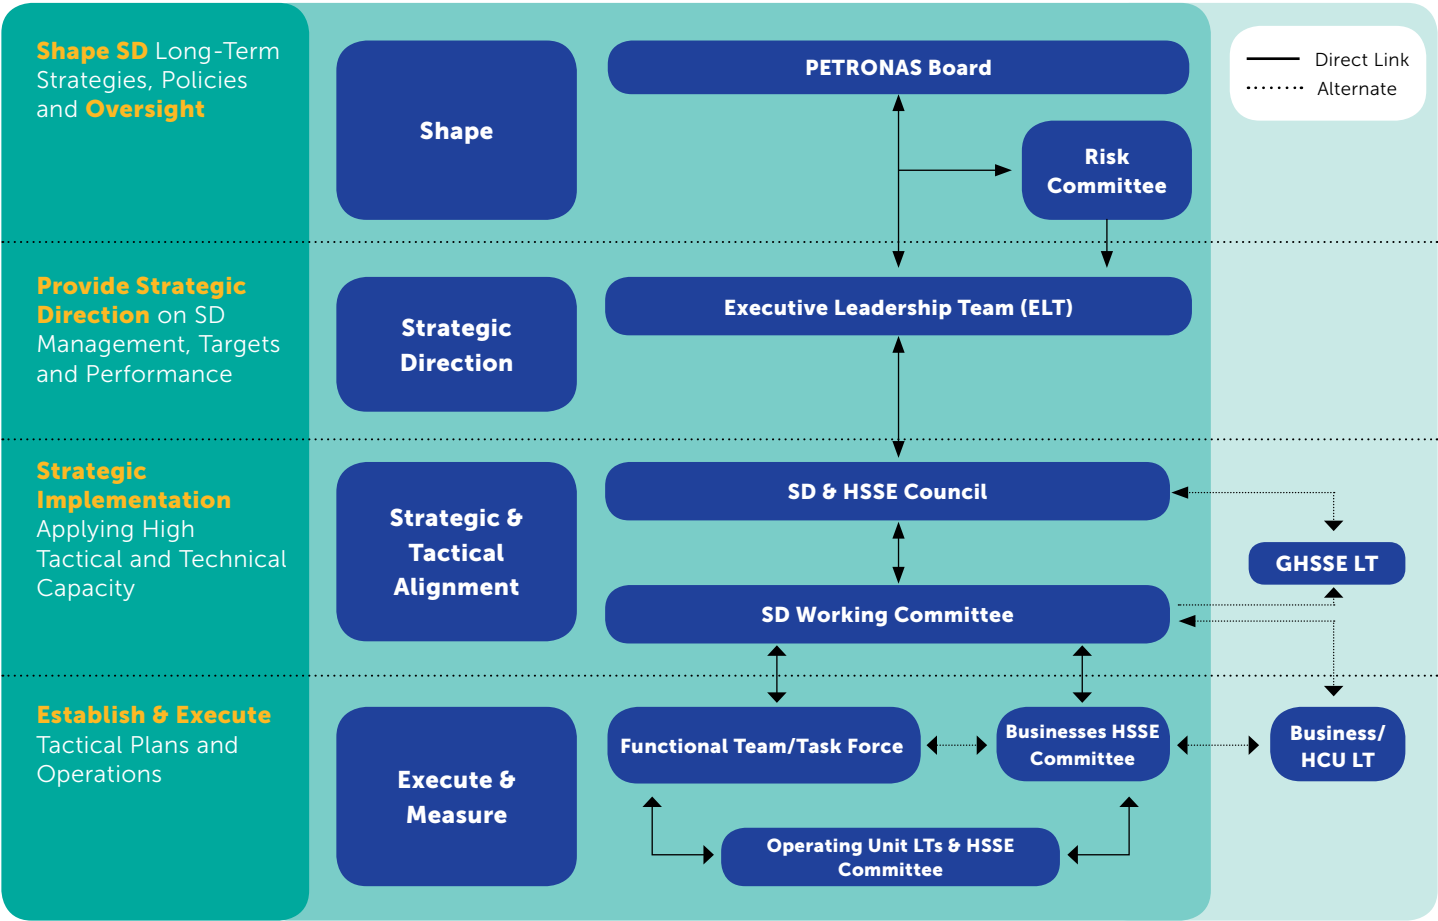 Shape SD Long-Term
Strategies, Policies
and Oversight
Shape
PETRONAS Board
Risk
Committee
Direct Link
Alternate
Provide Strategic
Direction on SD
Management, Targets
and Performance
Strategic
Direction
Executive Leadership Team (ELT)
Strategic
Implementation
Applying High
Tactical and Technical
Capacity
Strategic &
Tactical
Alignment
SD & HSSE Council
GHSSE LT
SD Working Committee
Establish & Execute
Tactical Plans and
Operations
Execute &
Measure
Functional Team/Task Force
Businesses HSSE
Committee
Business/
HCU LT
Operating Unit LTs & HSSE
Committee